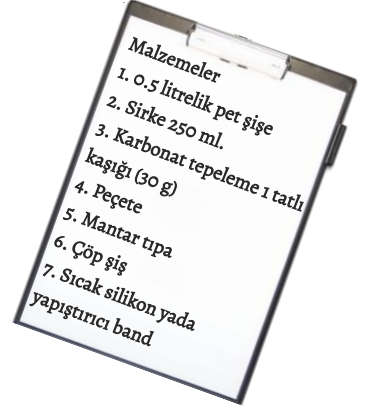 Malzemeler
1. 0.5 litrelik pet şişe
2. Sirke 250 ml.
3. Karbonat tepeleme 1 tatlı
kaşığı (30 g)
4. Peçete
5. Mantar tıpa
6. Çöp şiş
7. Sıcak silikon yada
yapıştırıcı band